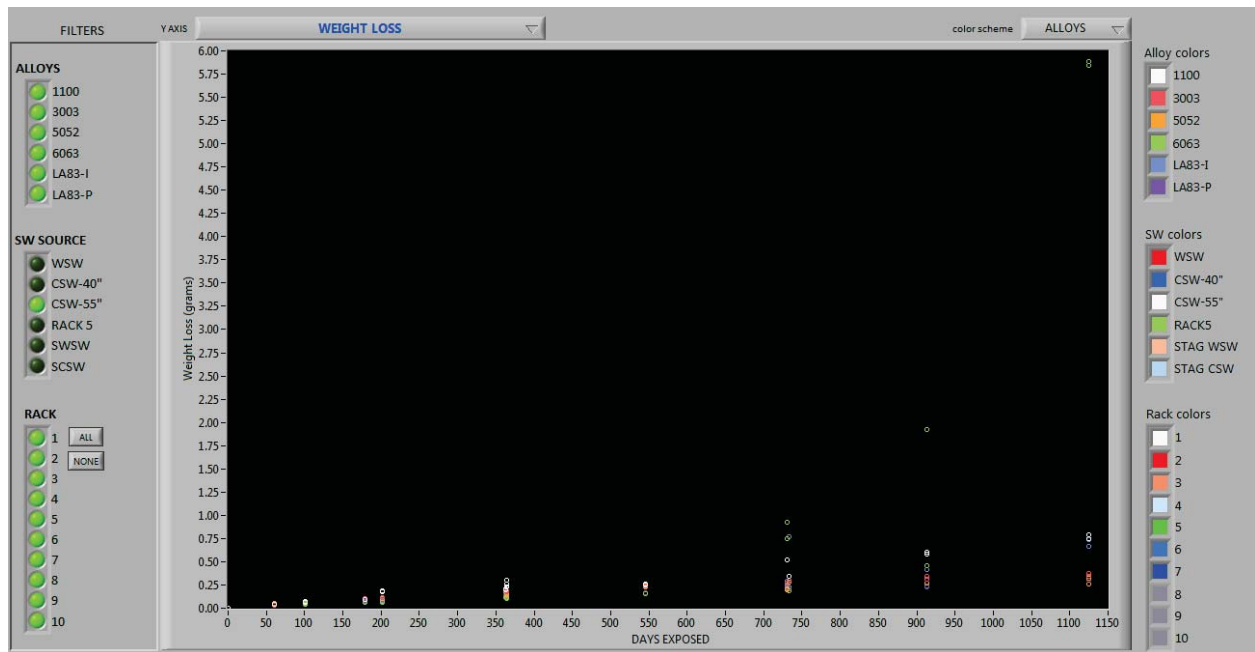 FILTERS
Y AXIS
WEIGHT LOSS
color scheme
ALLOYS
ALLOYS
1100
3003
5052
6063
LA83-I
LA83-P
SW SOURCE
WSW
CSW-40"
CSW-55"
RACK 5
SWSW
SCSW
RACK
1
ALL
2
NONE
3
4
5
6
7
8
9
10
Weight Loss (grams)
6.00
5.75
5.50
5.25
5.00
4.75
4.50
4.25
4.00
3.75
3.50
3.25
3.00
2.75
2.50
2.25
2.00
1.75
1.50
1.25
1.00
0.75
0.50
0.25
0.00
0 50 100 150 200 250 300 350 400 450 500 550 600 650 700 750 800 850 900 950 1000 1050 1100 1150
DAYS EXPOSED
Alloy colors
1100
3003
5052
6063
LA83-I
LA83-P
SW colors
WSW
CSW-40"
CSW-55"
RACK5
STAG WSW
STAG CSW
Rack colors
1
2
3
4
5
6
7
8
9
10